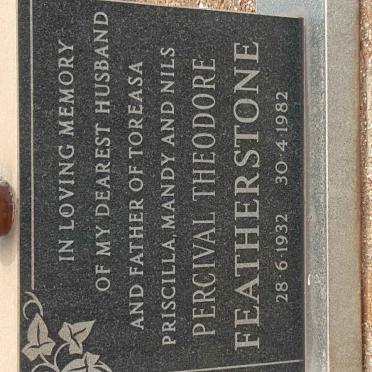 IN LOVING MEMORY
OF MY DEAREST HUSBAND
AND FATHER OF TOREASA
PRISCILLA, MANDY AND NILS
PERCIVAL THEODORE
FEATHERSTONE
28·6·1932 30·4·1982